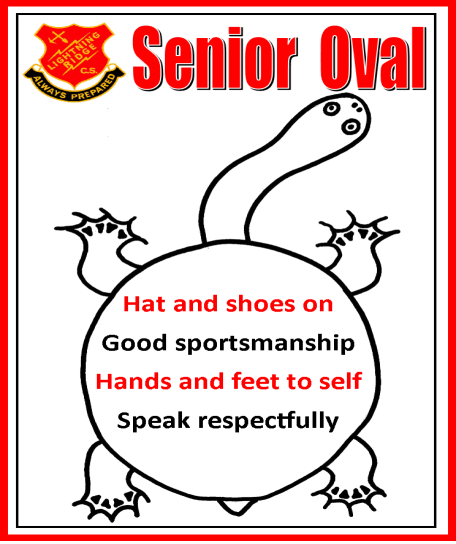 LIGHTNING
RIDGE
C.S.
ALWAYS PREPARED
Senior Oval
Hat and shoes on
Good sportsmanship
Hands and feet to self
Speak respectfully